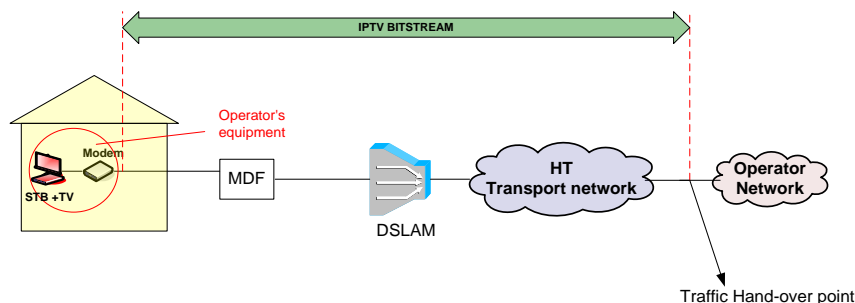 IPTV BITSTREAM
Operator's
equipment
Modem
STB +TV
MDF
DSLAM
HT
Transport network
Operator
Network
Traffic Hand-over point